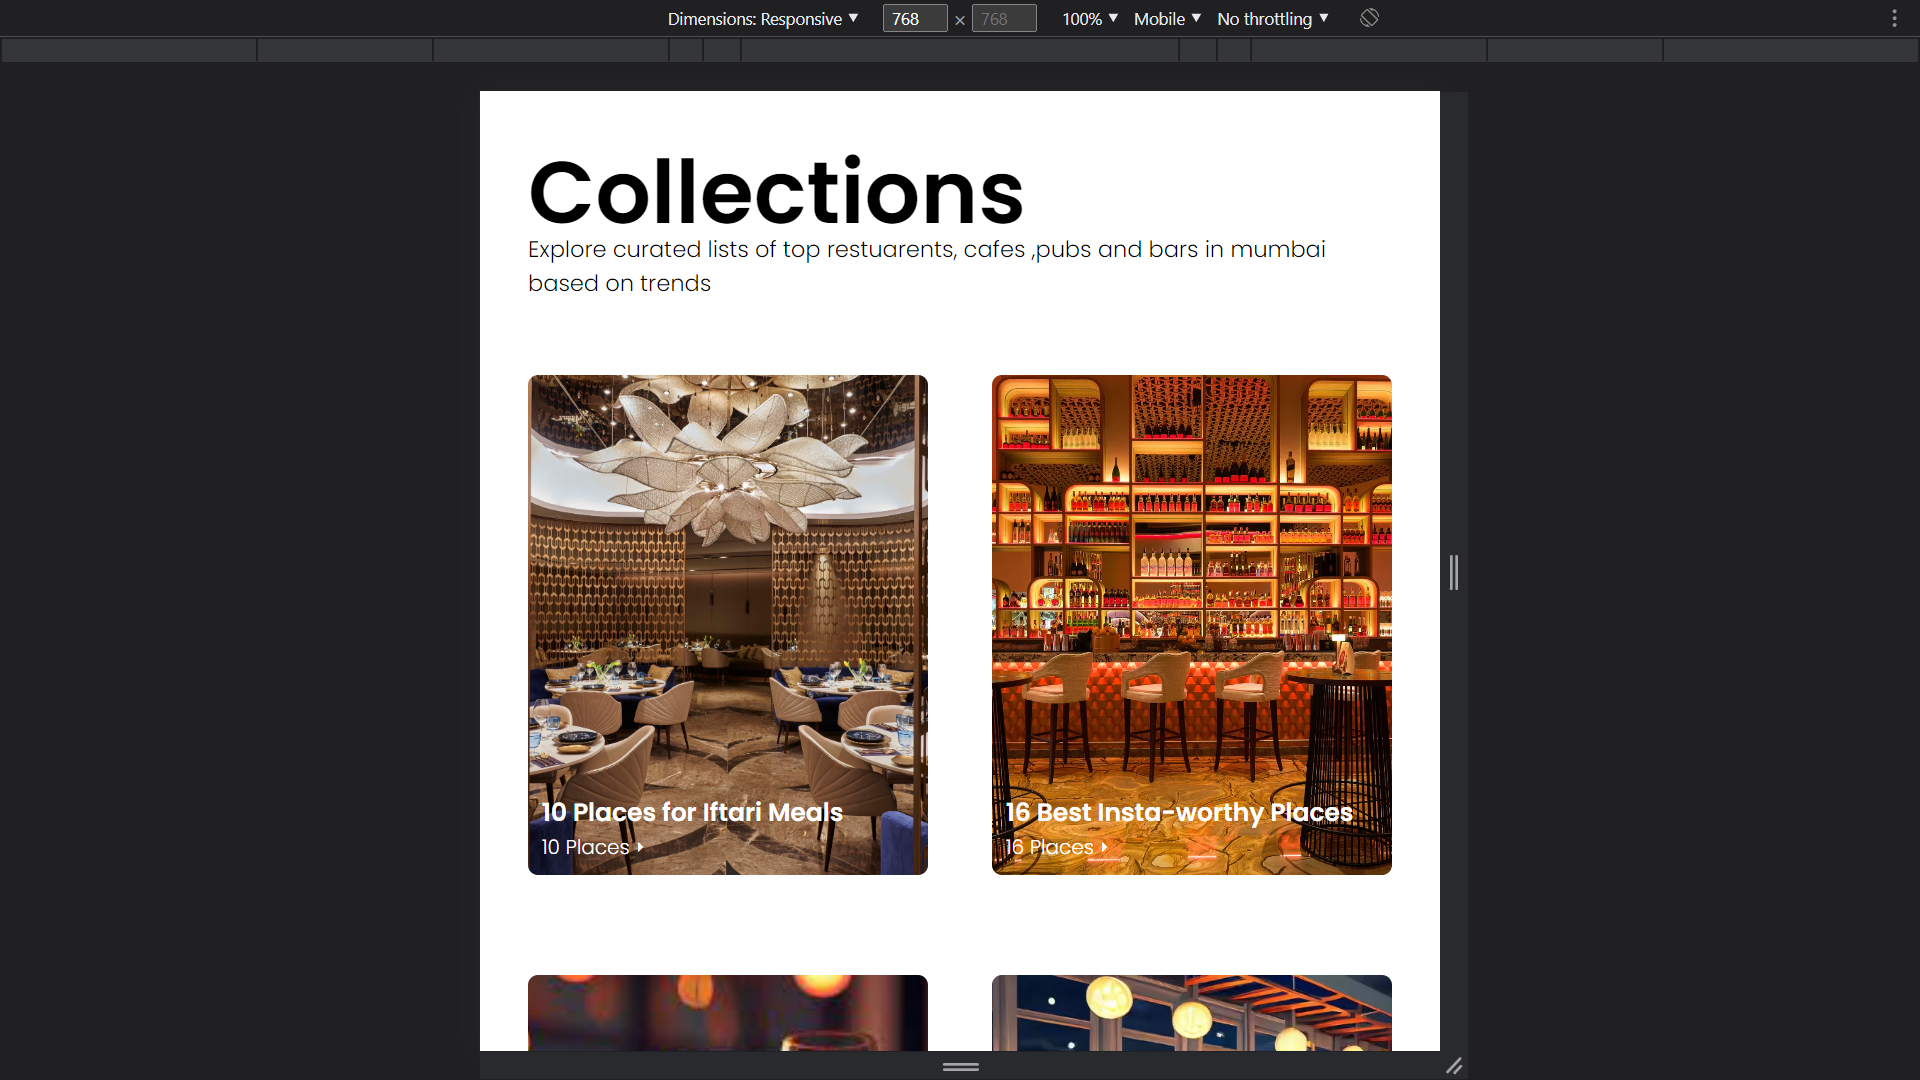 Dimensions: Responsive ▼ 768 × 768 100% ▼ Mobile ▼ No throttling ▼
Collections
Explore curated lists of top restuarents, cafes ,pubs and bars in mumbai
based on trends
10 Places for Iftari Meals
10 Places
16 Best Insta-worthy Places
16 Places